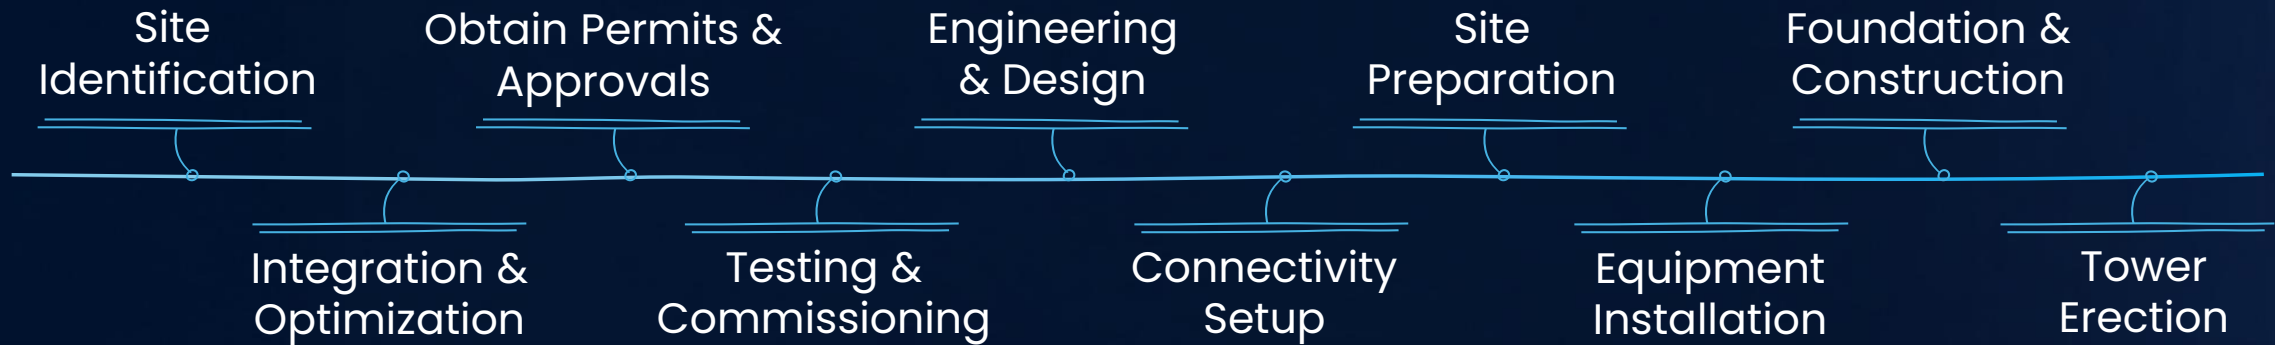 Site
Identification
Obtain Permits &
Approvals
Engineering
& Design
Site
Preparation
Foundation &
Construction
Integration &
Optimization
Testing &
Commissioning
Connectivity
Setup
Equipment
Installation
Tower
Erection